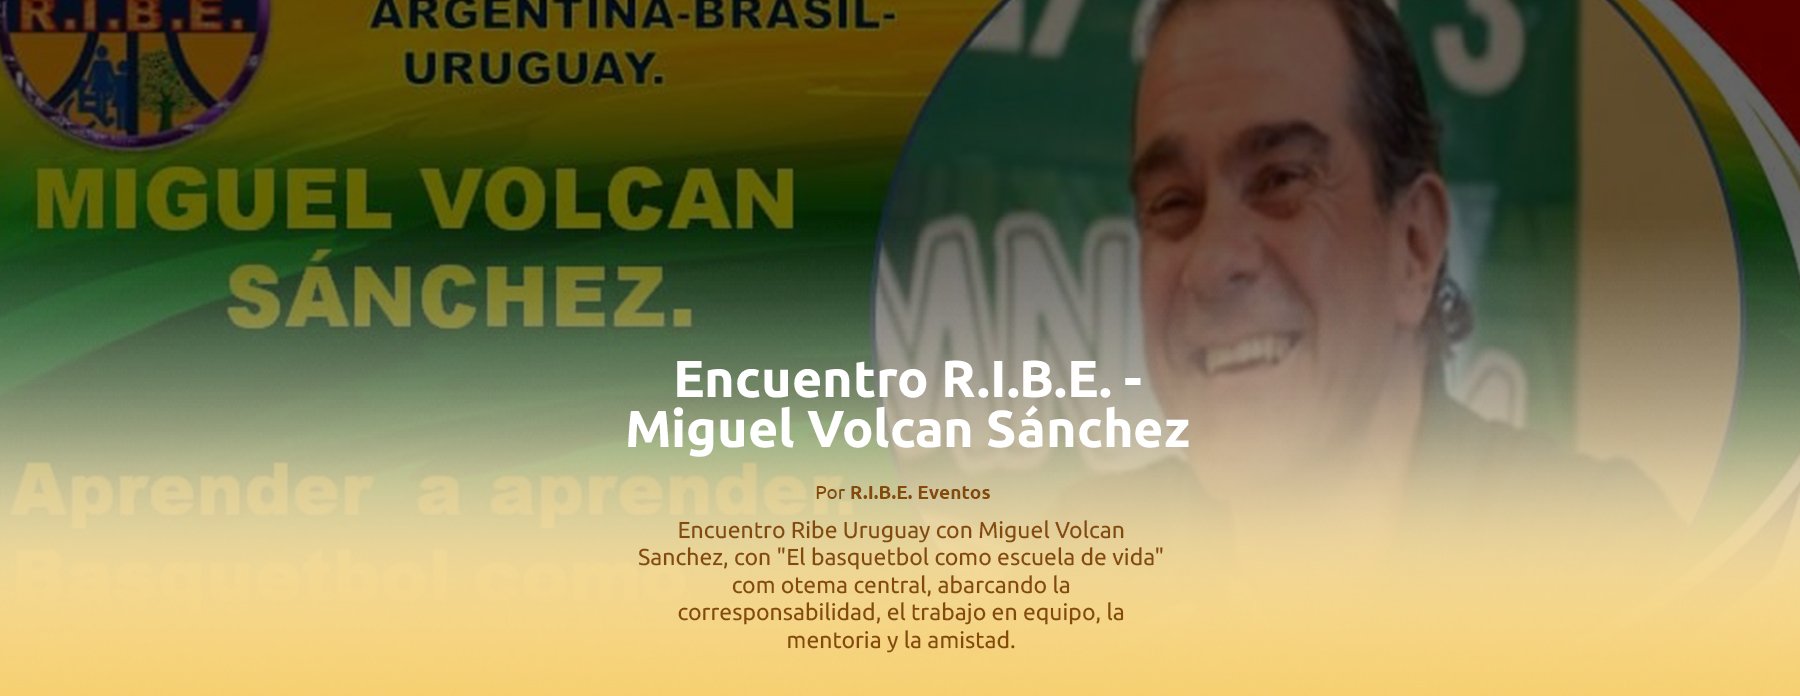 R.I.B.E.
ARGENTINA-BRASIL-
URUGUAY.
MIGUEL VOLCAN
SÁNCHEZ.
Encuentro R.I.B.E. -
Miguel Volcan Sánchez
Aprender a aprender.
Por R.I.B.E. Eventos
Encuentro Ribe Uruguay con Miguel Volcan
Sanchez, con "El basquetbol como escuela de vida"
com otema central, abarcando la
corresponsabilidad, el trabajo en equipo, la
mentoria y la amistad.
Basquetbol como